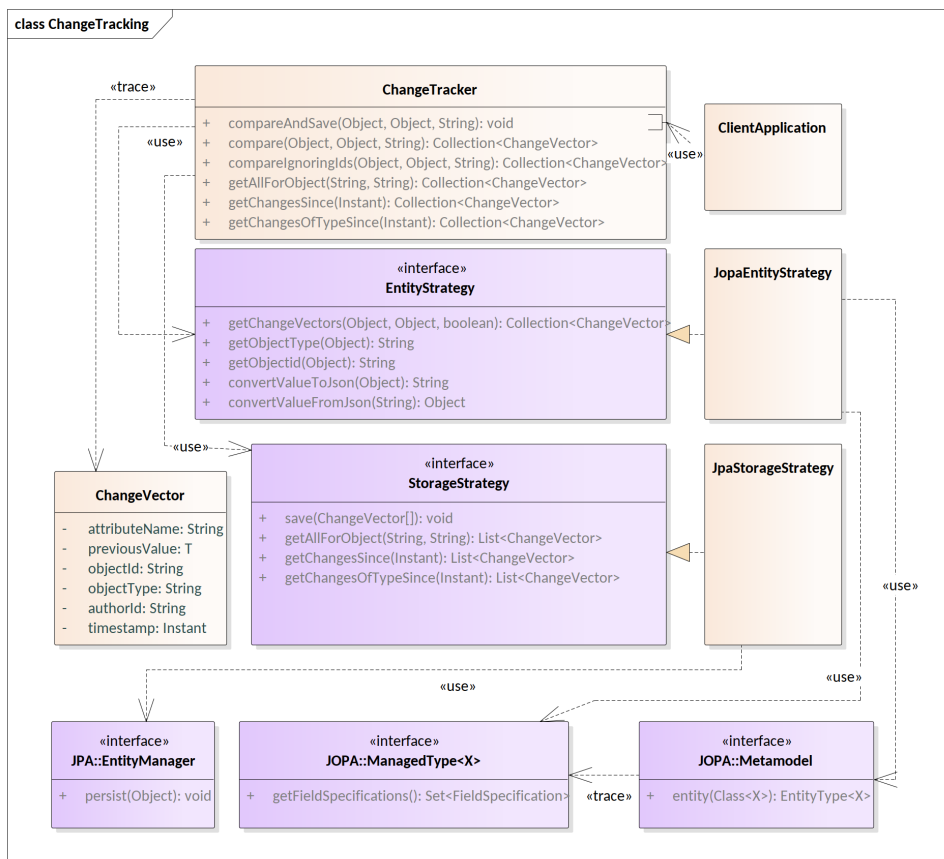 class ChangeTracking
«trace»
ChangeTracker
+ compareAndSave(Object, Object, String): void
+ compare(Object, Object, String): Collection<ChangeVector>
+ compareIgnoringIds(Object, Object, String): Collection<ChangeVector>
+ getAllForObject(String, String): Collection<ChangeVector>
+ getChangesSince(Instant): Collection<ChangeVector>
+ getChangesOfTypeSince(Instant): Collection<ChangeVector>
«use»
«use»
ClientApplication
«interface»
EntityStrategy
+ getChangeVectors(Object, Object, boolean): Collection<ChangeVector>
+ getObjectType(Object): String
+ getObjectid(Object): String
+ convertValueToJson(Object): String
+ convertValueFromJson(String): Object
JopaEntityStrategy
«use»
«interface»
StorageStrategy
+ save(ChangeVector[]): void
+ getAllForObject(String, String): List<ChangeVector>
+ getChangesSince(Instant): List<ChangeVector>
+ getChangesOfTypeSince(Instant): List<ChangeVector>
JpaStorageStrategy
ChangeVector
- attributeName: String
- previousValue: T
- objectId: String
- objectType: String
- authorId: String
- timestamp: Instant
«use»
«use»
«use»
«interface»
JPA::EntityManager
+ persist(Object): void
«interface»
JOPA::ManagedType<X>
+ getFieldSpecifications(): Set<FieldSpecification>
«trace»
«interface»
JOPA::Metamodel
+ entity(Class<X>): EntityType<X>